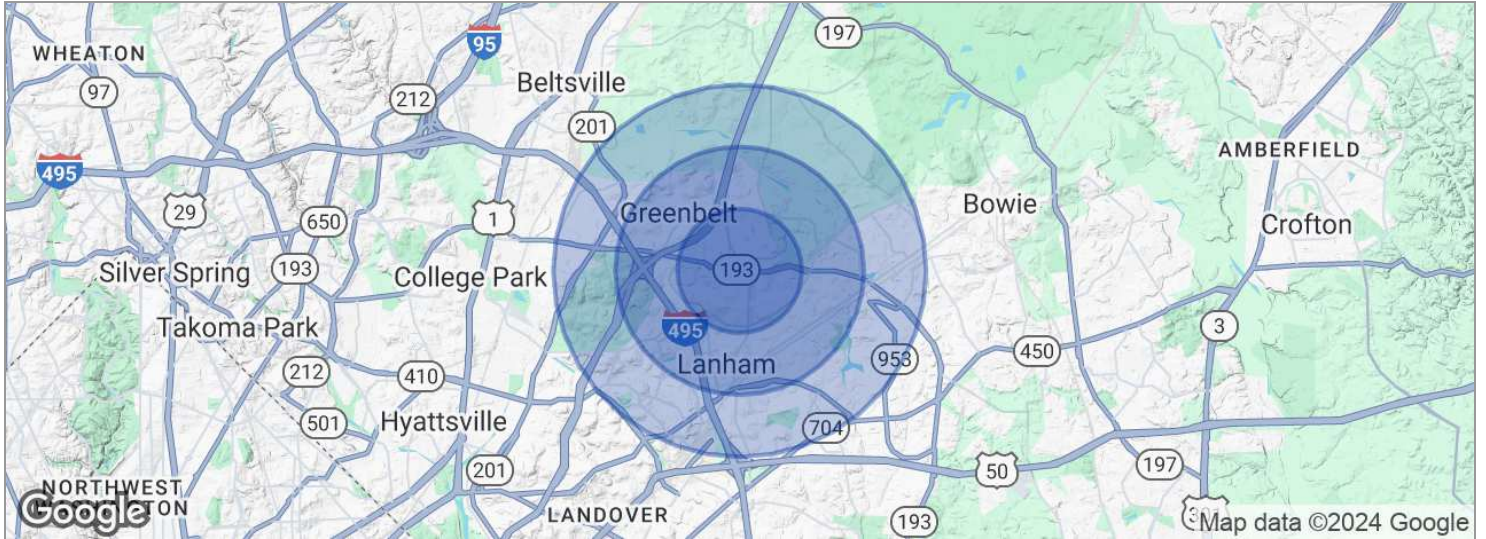 WHEATON
97
95
197
Beltsville
212
201
495
AMBERFIELD
29
650
1
Greenbelt
Bowie
Crofton
193
Silver Spring
College Park
193
Takoma Park
495
3
Lanham
953
450
212
410
501
Hyattsville
704
201
50
197
NORTHWEST
Google
LANDOVER
193
Map data ©2024 Google